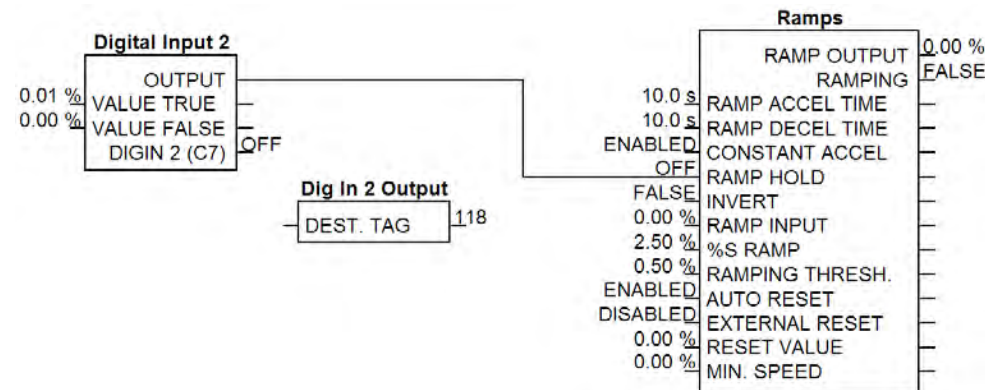 Digital Input 2
OUTPUT
0.01 % VALUE TRUE
0.00 % VALUE FALSE
DIGIN 2 (C7) OFF
Dig In 2 Output
DEST. TAG 118
Ramps
RAMP OUTPUT 0.00 %
RAMPING FALSE
10.0 s RAMP ACCEL TIME
10.0 s RAMP DECEL TIME
ENABLED CONSTANT ACCEL
OFF RAMP HOLD
FALSE INVERT
0.00 % RAMP INPUT
2.50 % %S RAMP
0.50 % RAMPING THRESH.
ENABLED AUTO RESET
DISABLED EXTERNAL RESET
0.00 % RESET VALUE
0.00 % MIN. SPEED